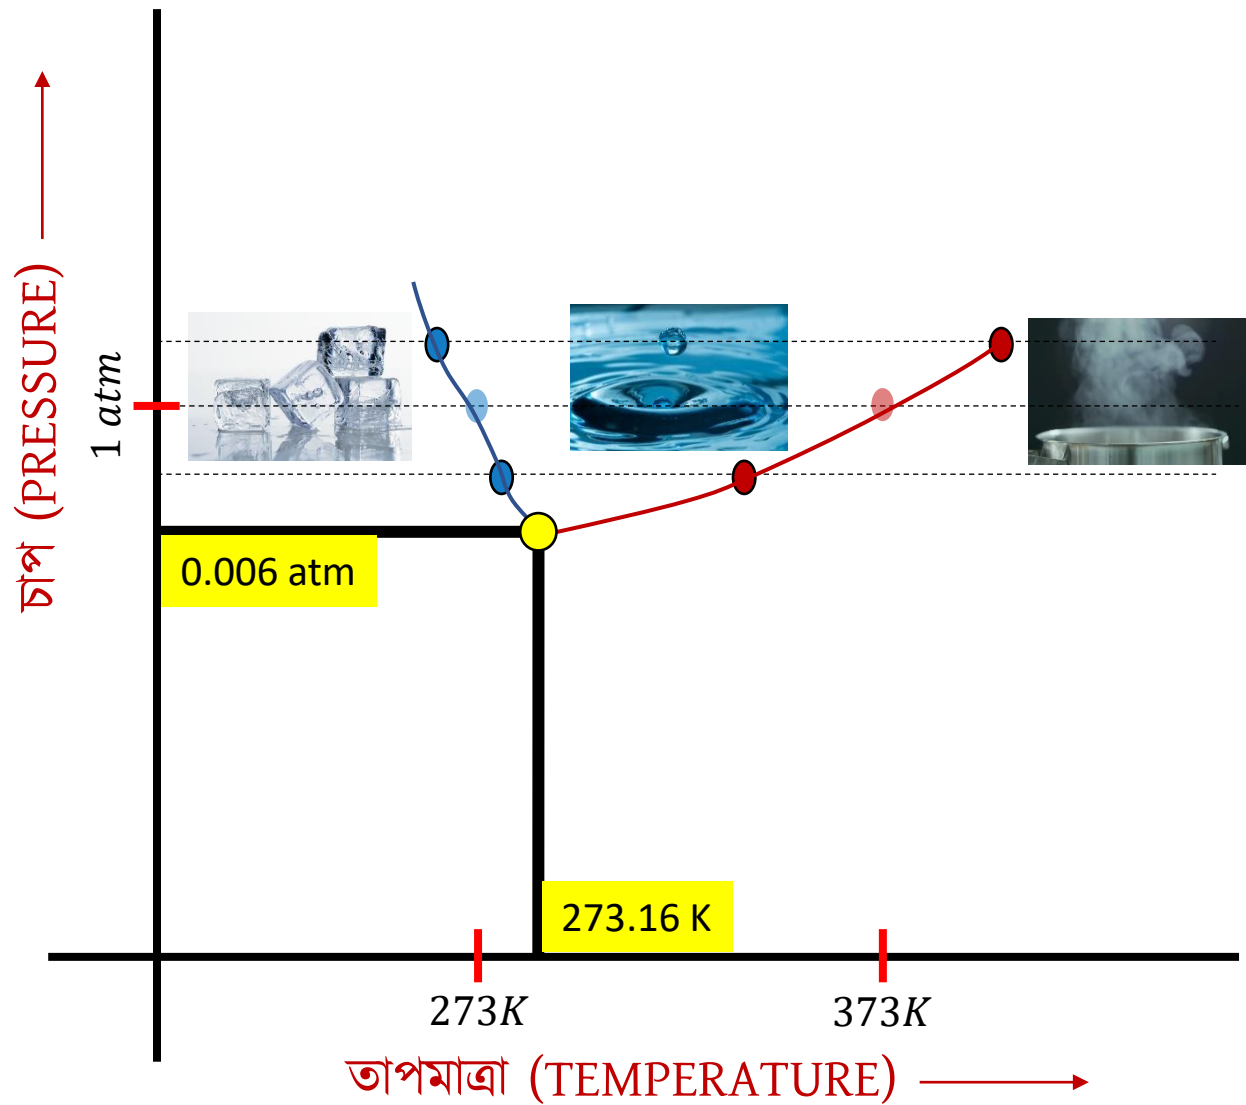 চাপ (PRESSURE)
1 atm
0.006 atm
273.16 K
273K
373K
তাপমাত্রা (TEMPERATURE)